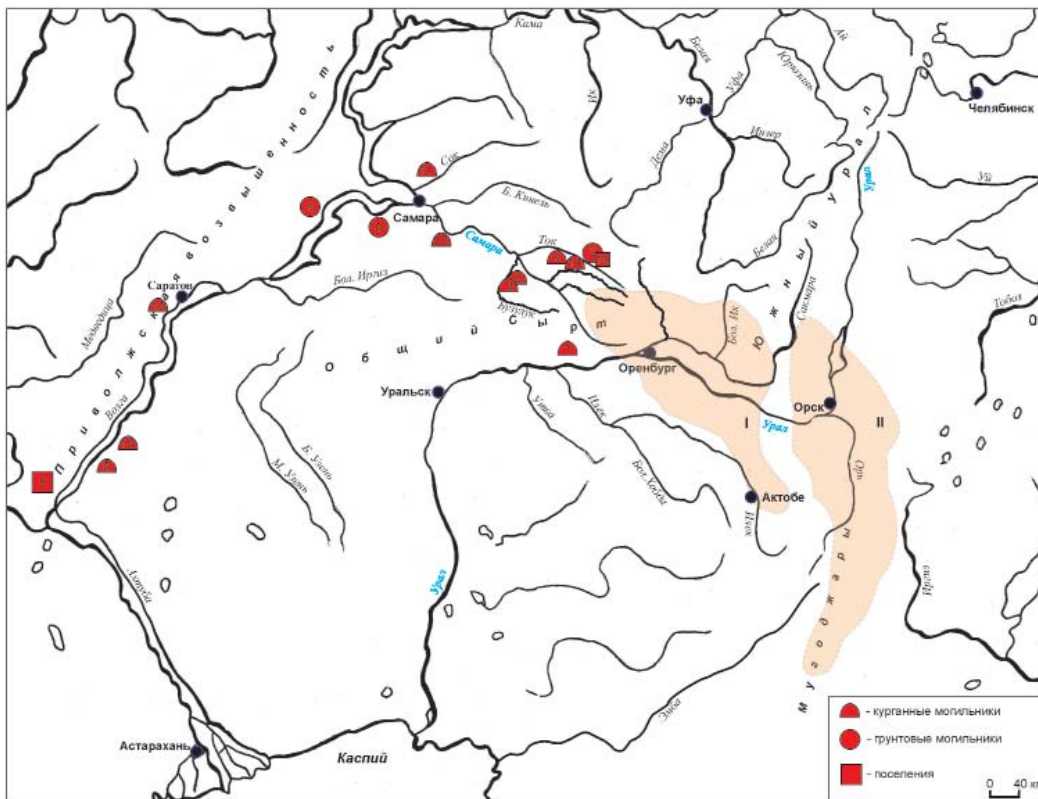 Кама
Ай
Белая
Уфа
Юрюзань
Ик
Уфа
Челябинск
Инзер
Дема
Сок
Уй
Урал
Б. Кинель
Самара
Самара
Ток
Белая
Бол. Иргиз
Саратов
Приволжская возвышенность
Медведица
Бузулук
Общий Сырт
Бол. Ик
Южный Урал
Сакмара
Тобол
Оренбург
Уральск
Орск
Волга
Утва
Илек
I
Урал
II
Б. Узень
М. Узень
Бол. Хобда
Орь
Актобе
Илек
Урал
Ахтуба
Иргиз
Мугоджары
Эмба
Астарахань
Каспий
- курганные могильники
- грунтовые могильники
- поселения
0 40 км